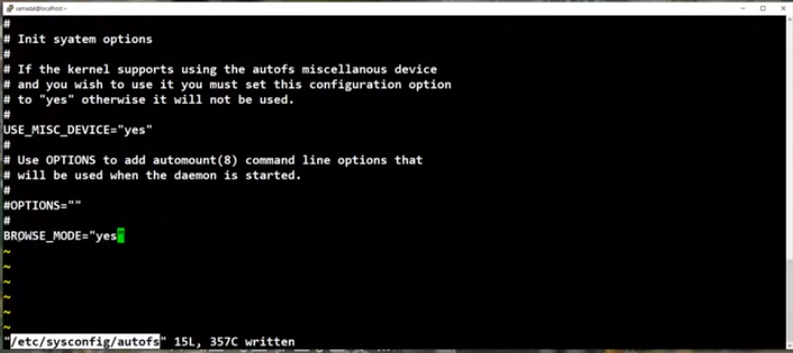 samadal@localhost:~
#
# Init syatem options
#
# If the kernel supports using the autofs miscellanous device
# and you wish to use it you must set this configuration option
# to "yes" otherwise it will not be used.
#
USE_MISC_DEVICE="yes"
#
# Use OPTIONS to add automount(8) command line options that
# will be used when the daemon is started.
#
#OPTIONS=""
#
BROWSE_MODE="yes"
~
~
~
~
~
~
"/etc/sysconfig/autofs" 15L, 357C written